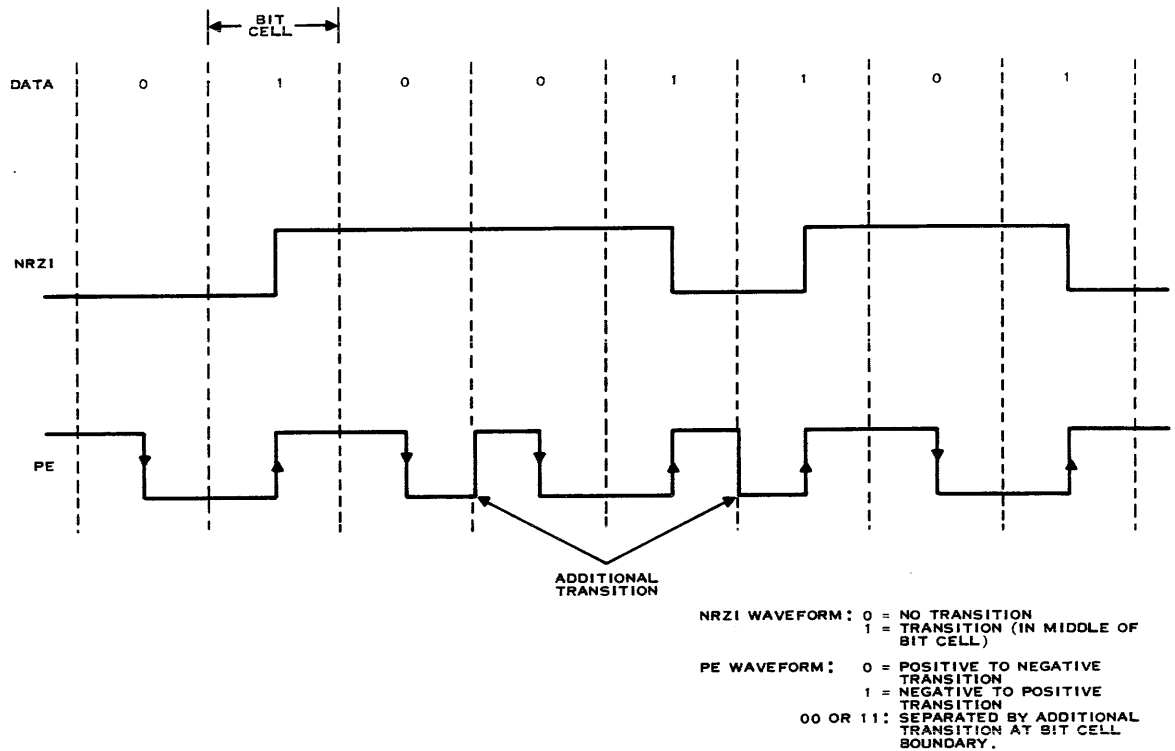 BIT
CELL
DATA 0 1 0 0 1 1 0 1
NRZI
PE
ADDITIONAL
TRANSITION
NRZI WAVEFORM: 0 = NO TRANSITION
1 = TRANSITION (IN MIDDLE OF
BIT CELL)
PE WAVEFORM: 0 = POSITIVE TO NEGATIVE
TRANSITION
1 = NEGATIVE TO POSITIVE
TRANSITION
00 OR 11: SEPARATED BY ADDITIONAL
TRANSITION AT BIT CELL
BOUNDARY.